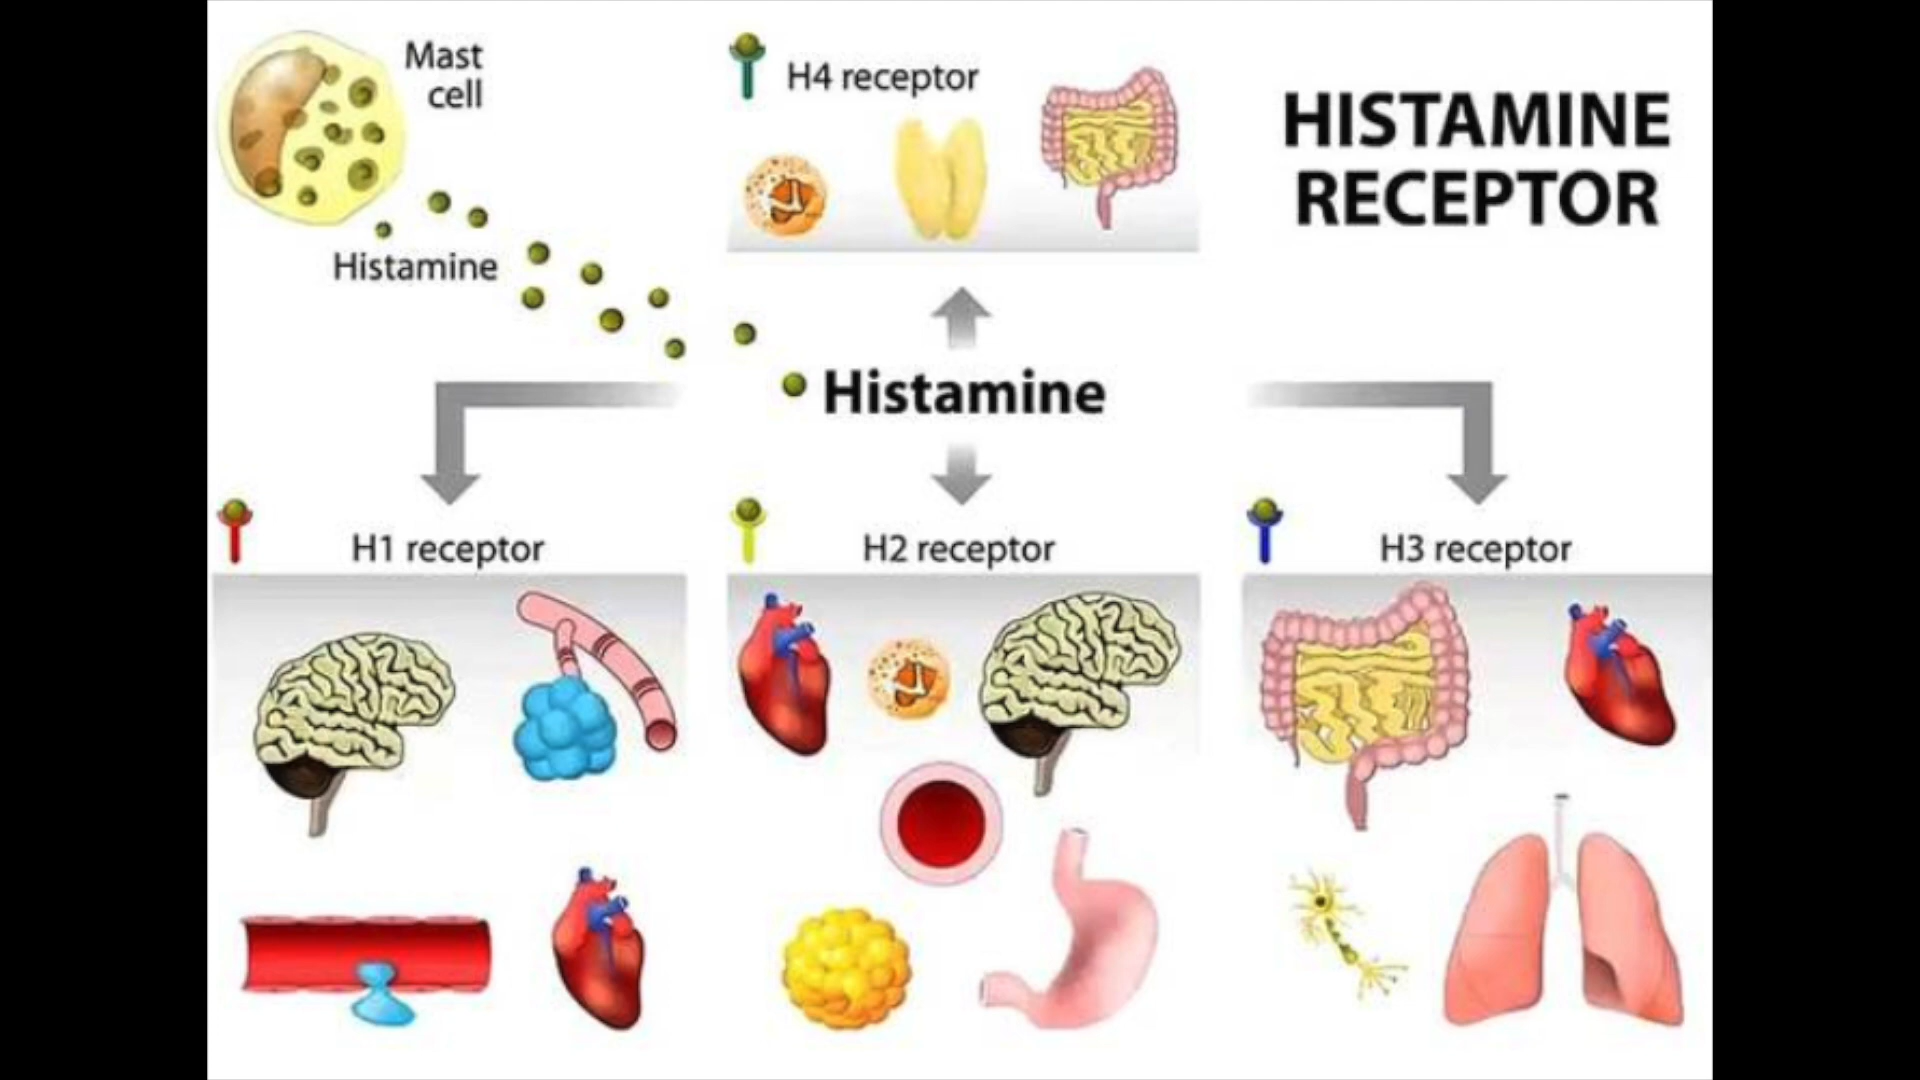 Mast
cell
H4 receptor
HISTAMINE
RECEPTOR
Histamine
Histamine
H1 receptor
H2 receptor
H3 receptor